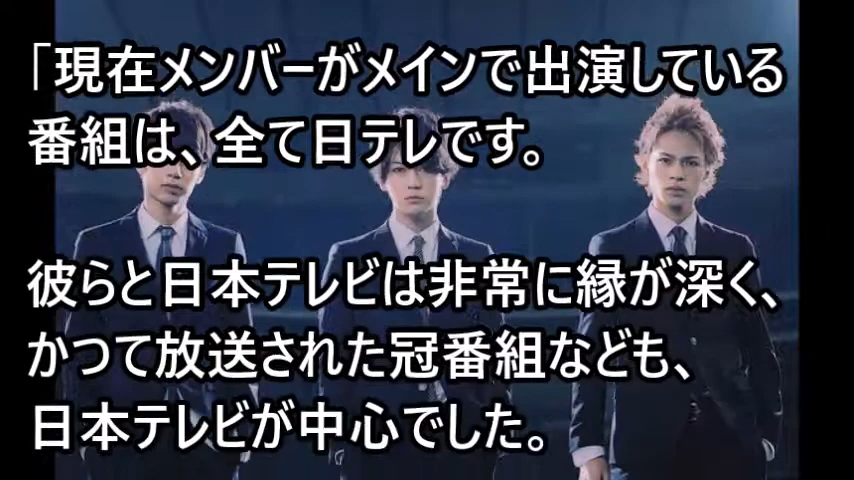 「現在メンバーがメインで出演している
番組は、全て日テレです。
彼らと日本テレビは非常に縁が深く、
かつて放送された冠番組なども、
日本テレビが中心でした。